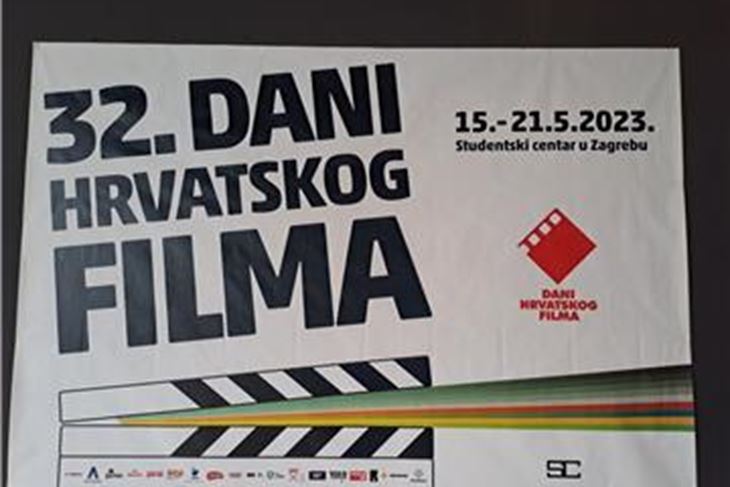 32. DANI
HRVATSKOG
FILMA
15.-21.5.2023.
Studentski centar u Zagrebu
DANI
HRVATSKOG
FILMA
SC